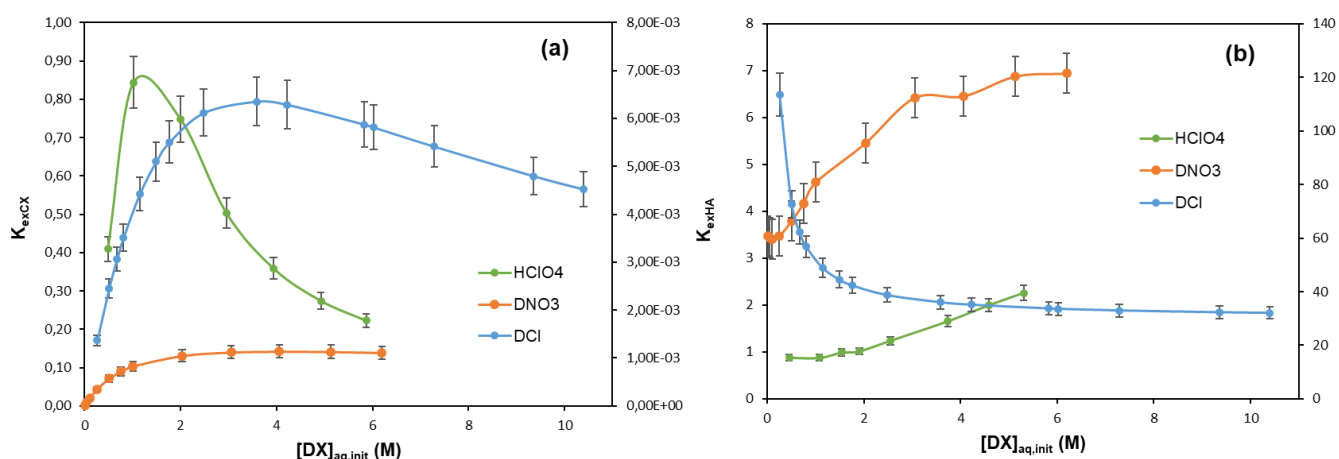 (a)
1,00
0,90
0,80
0,70
0,60
0,50
0,40
0,30
0,20
0,10
0,00
K_exCX
8,00E-03
7,00E-03
6,00E-03
5,00E-03
4,00E-03
3,00E-03
2,00E-03
1,00E-03
0,00E+00
HClO4
DNO3
DCl
0 2 4 6 8 10
[DX]aq,init (M)
(b)
8
7
6
5
4
3
2
1
0
K_exHA
140
120
100
80
60
40
20
0
HClO4
DNO3
DCl
0 2 4 6 8 10
[DX]aq,init (M)